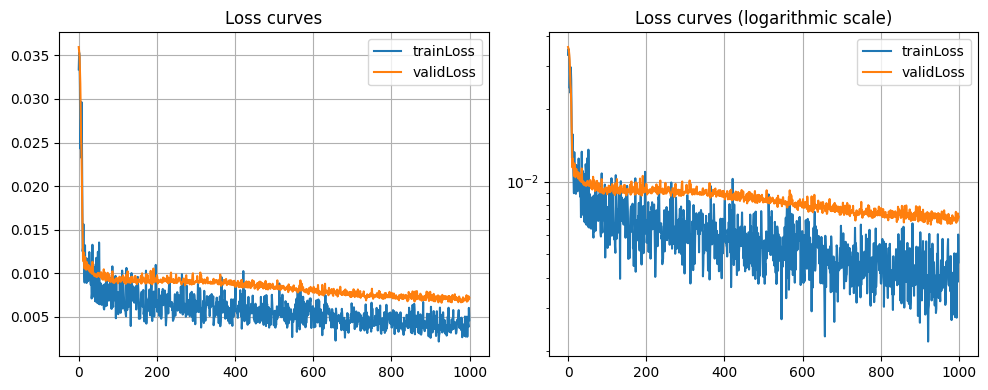 Loss curves
trainLoss
validLoss
0.035
0.030
0.025
0.020
0.015
0.010
0.005
0 200 400 600 800 1000
Loss curves (logarithmic scale)
trainLoss
validLoss
10⁻²
0 200 400 600 800 1000